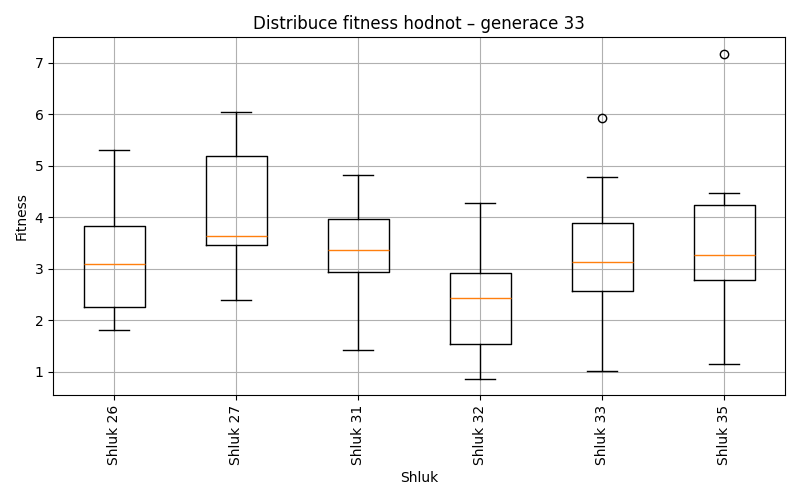 Distribuce fitness hodnot – generace 33
Fitness
7
6
5
4
3
2
1
Shluk 26
Shluk 27
Shluk 31
Shluk 32
Shluk 33
Shluk 35
Shluk